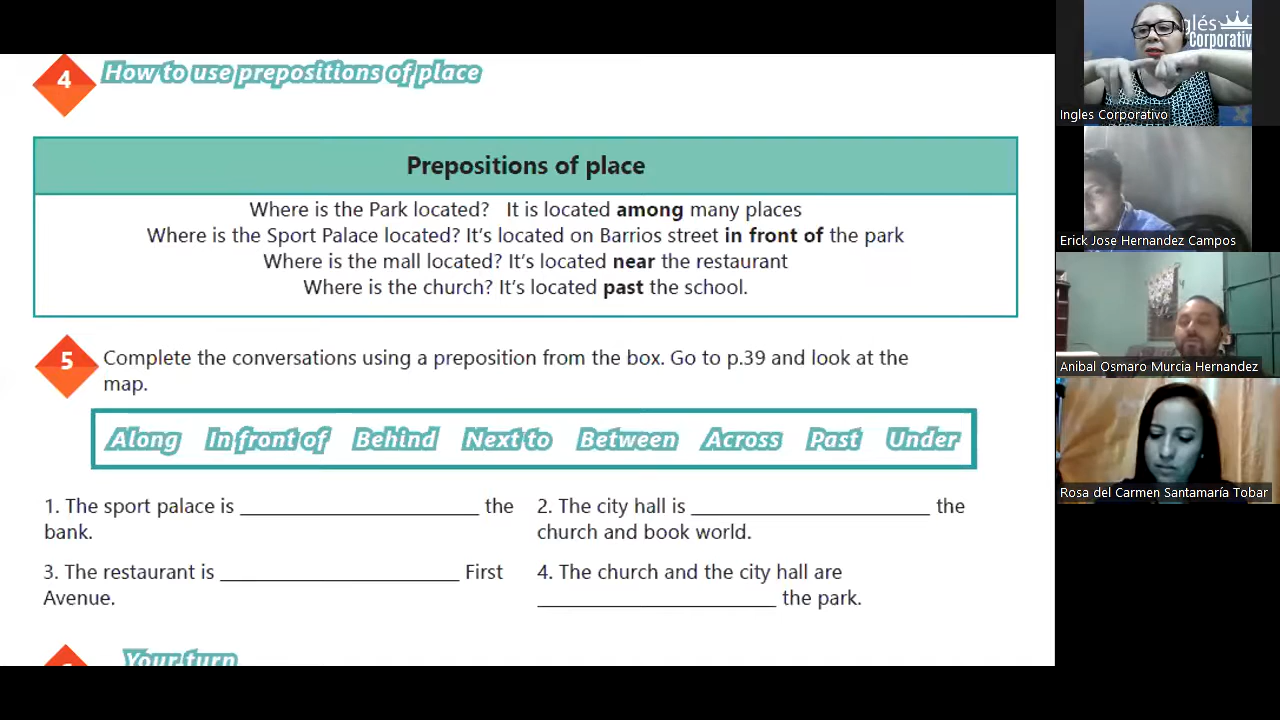 4 How to use prepositions of place
Prepositions of place
Where is the Park located? It is located among many places
Where is the Sport Palace located? It's located on Barrios street in front of the park
Where is the mall located? It's located near the restaurant
Where is the church? It's located past the school.
5 Complete the conversations using a preposition from the box. Go to p.39 and look at the
map.
Along In front of Behind Next to Between Across Past Under
1. The sport palace is ______________________ the
bank.
2. The city hall is ______________________ the
church and book world.
3. The restaurant is ______________________ First
Avenue.
4. The church and the city hall are
______________________ the park.
Your turn
glés
Corporativ
Ingles Corporativo
Erick Jose Hernandez Campos
Anibal Osmaro Murcia Hernandez
Rosa del Carmen Santamaría Tobar